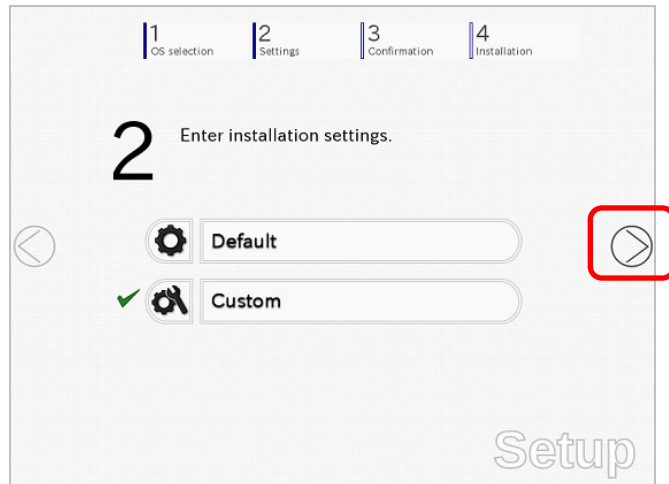 1
OS selection
2
Settings
3
Confirmation
4
Installation
2
Enter installation settings.
Default
Custom
Setup